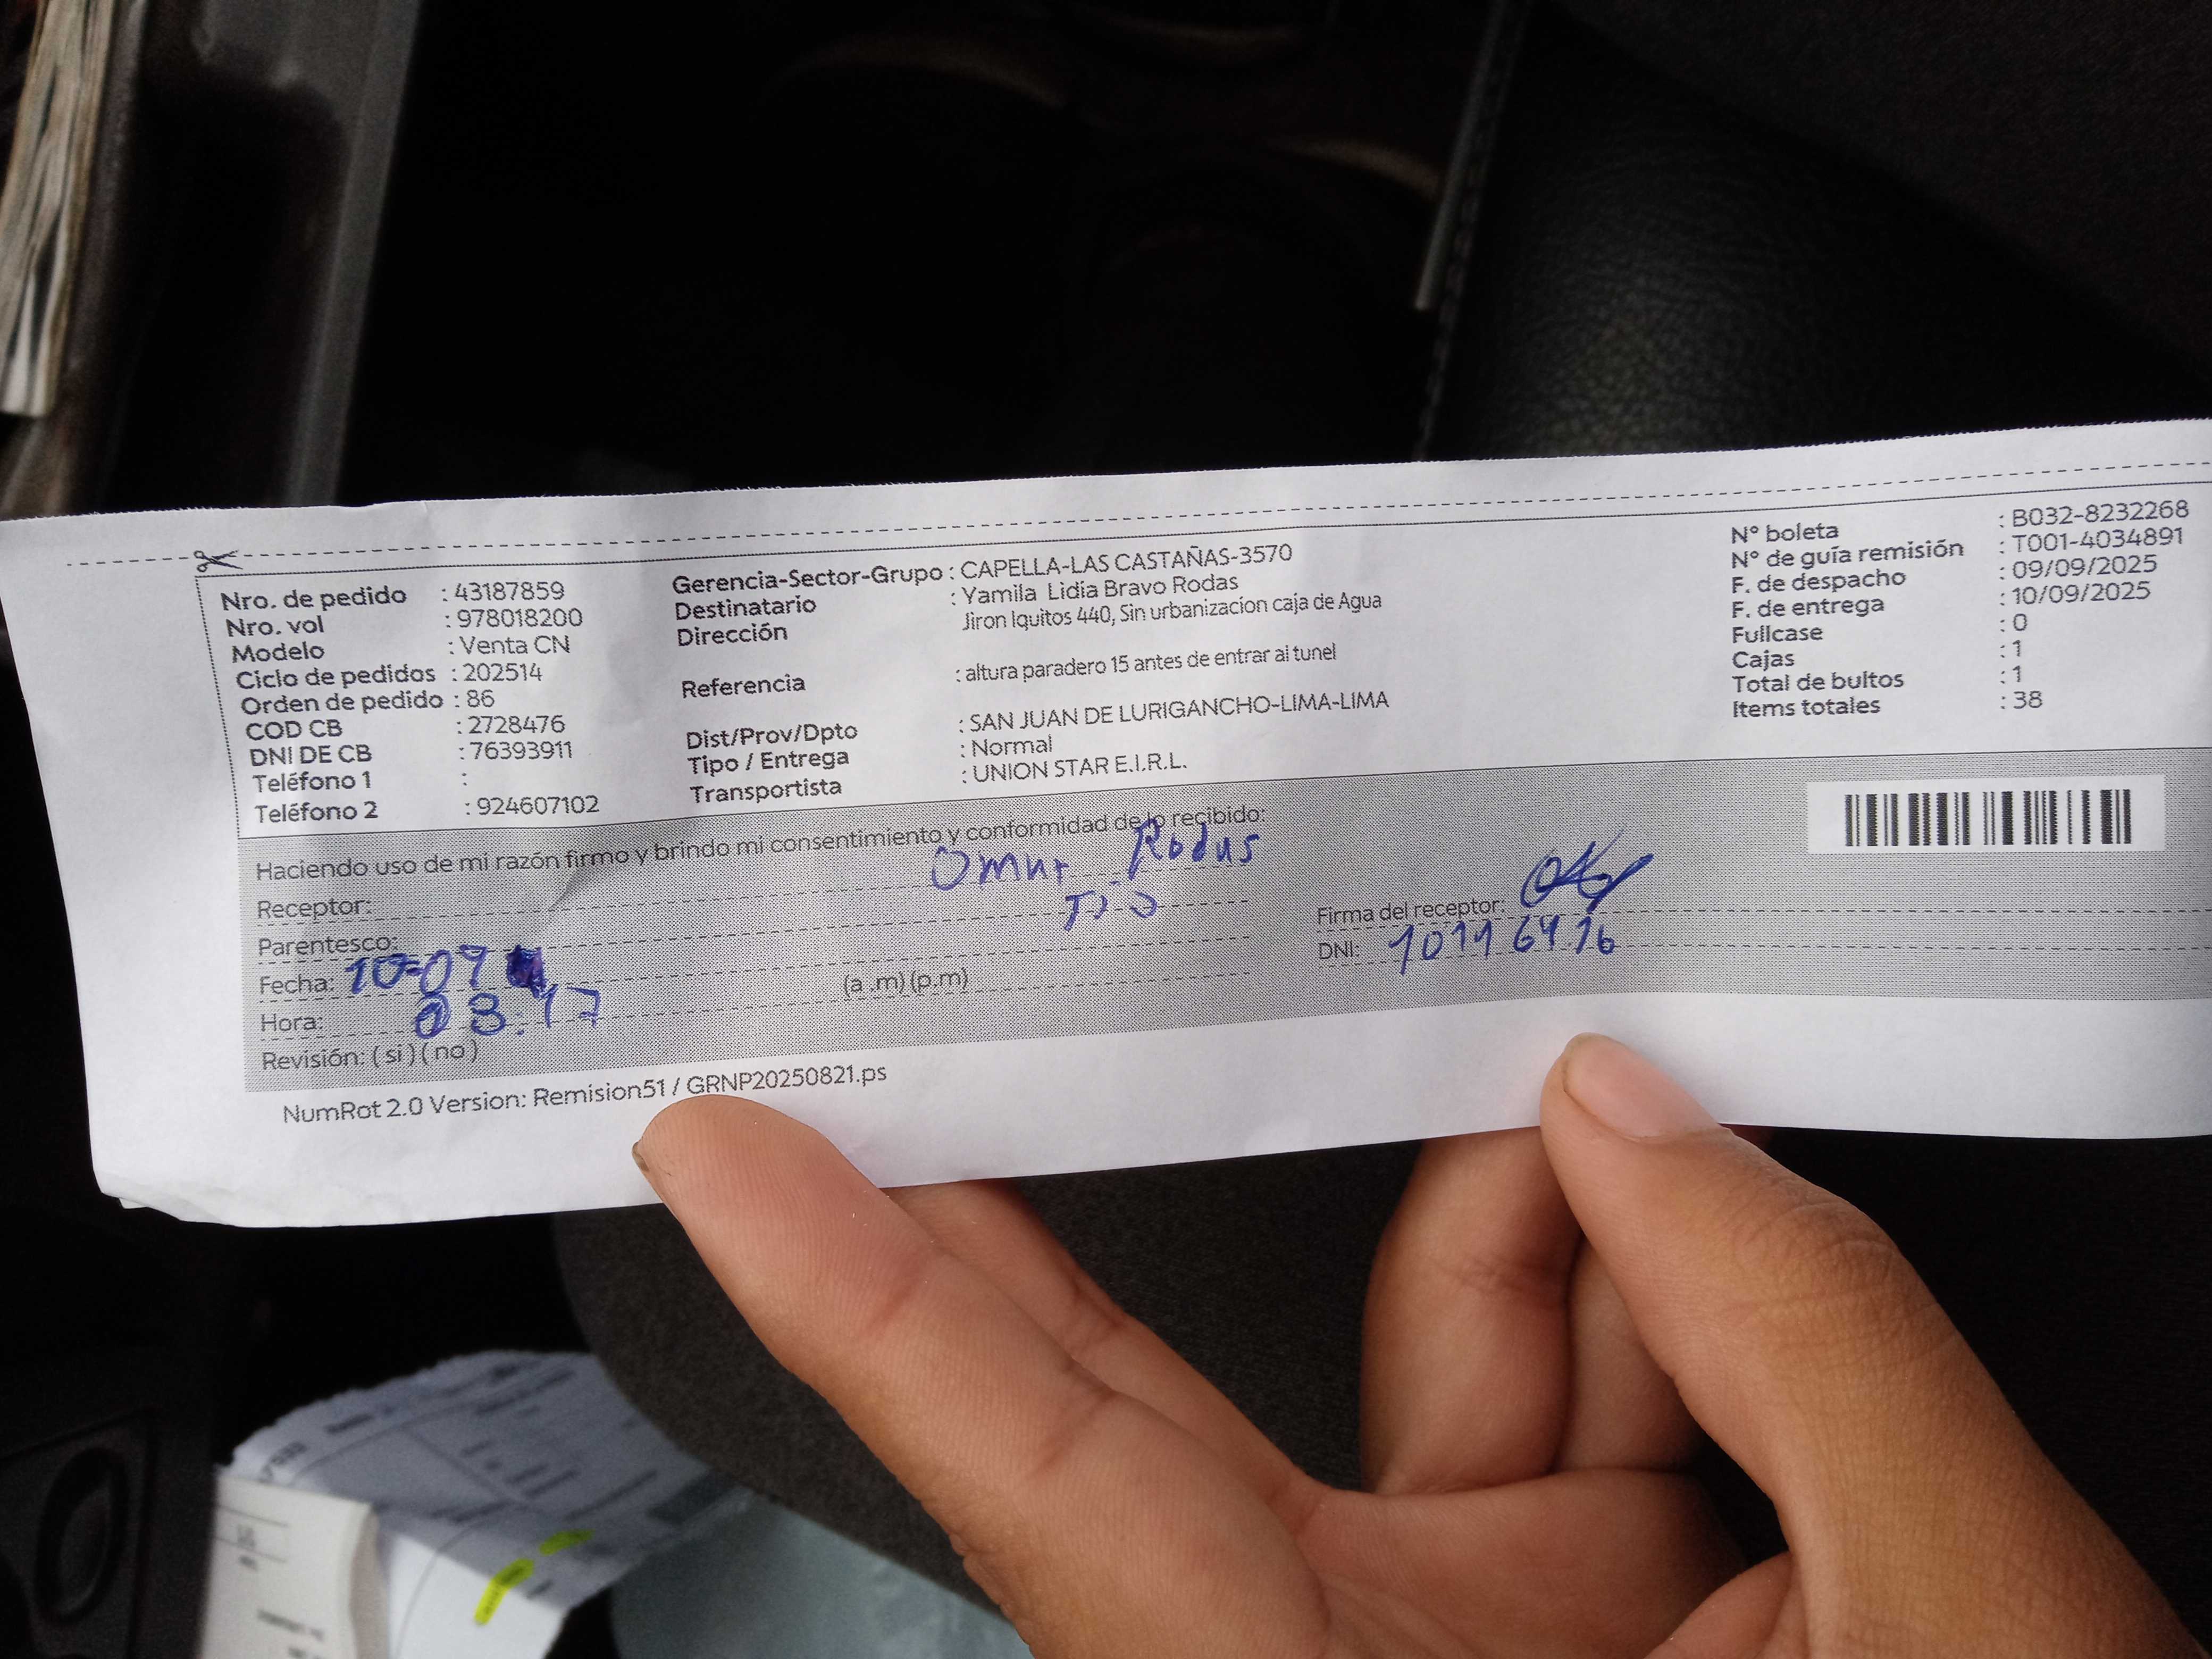 Nro. de pedido : 43187859
Nro. vol : 978018200
Modelo : Venta CN
Ciclo de pedidos : 202514
Orden de pedido : 86
COD CB : 2728476
DNI DE CB : 76393911
Teléfono 1 :
Teléfono 2 : 924607102
Gerencia-Sector-Grupo : CAPELLA-LAS CASTAÑAS-3570
Destinatario : Yamila Lidia Bravo Rodas
Dirección Jiron Iquitos 440, Sin urbanizacion caja de Agua
Referencia : altura paradero 15 antes de entrar al tunel
Dist/Prov/Dpto : SAN JUAN DE LURIGANCHO-LIMA-LIMA
Tipo / Entrega : Normal
Transportista : UNION STAR E.I.R.L.
N° boleta : B032-8232268
N° de guía remisión : T001-4034891
F. de despacho : 09/09/2025
F. de entrega : 10/09/2025
Fullcase : 0
Cajas : 1
Total de bultos : 1
Items totales : 38
Haciendo uso de mi razón firmo y brindo mi consentimiento y conformidad de lo recibido:
Receptor: Omar Rodas
Parentesco: Tio
Fecha: 10-09
Hora: 03:17 (a .m) (p.m)
Revisión: ( si ) ( no )
Firma del receptor:
DNI:
NumRot 2.0 Version: Remision51 / GRNP20250821.ps